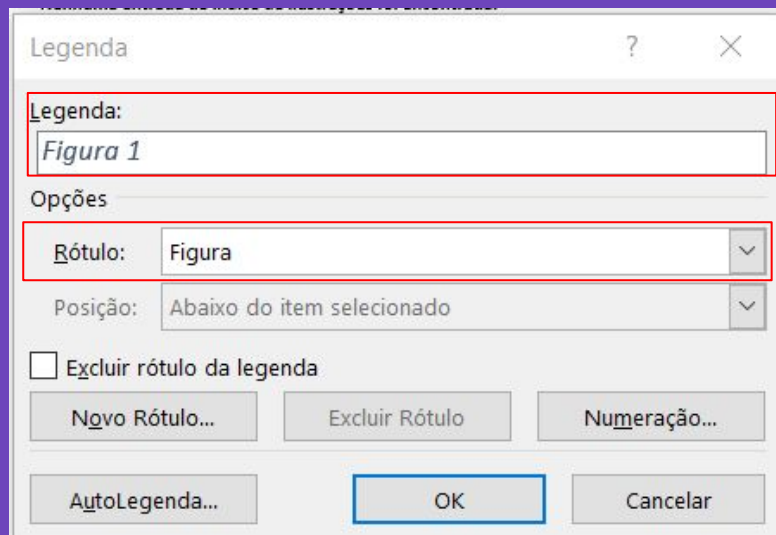 Legenda ?
Legenda:
Figura 1
Opções
Rótulo: Figura
Posição: Abaixo do item selecionado
Excluir rótulo da legenda
Novo Rótulo... Excluir Rótulo Numeração...
AutoLegenda... OK Cancelar